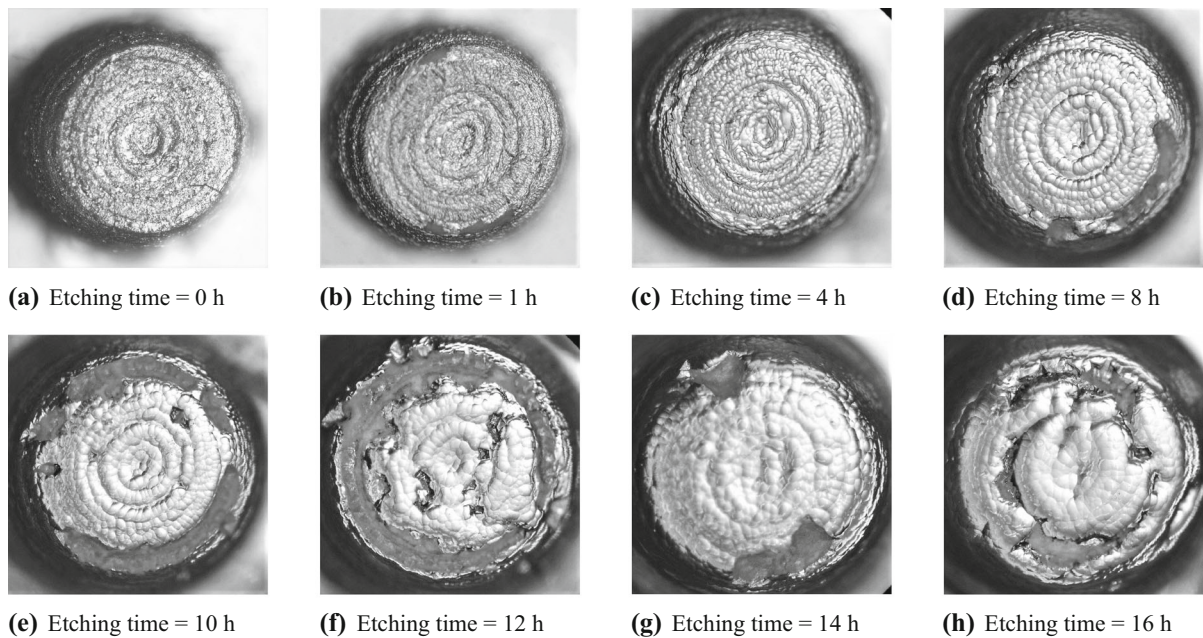 (a) Etching time = 0 h
(b) Etching time = 1 h
(c) Etching time = 4 h
(d) Etching time = 8 h
(e) Etching time = 10 h
(f) Etching time = 12 h
(g) Etching time = 14 h
(h) Etching time = 16 h